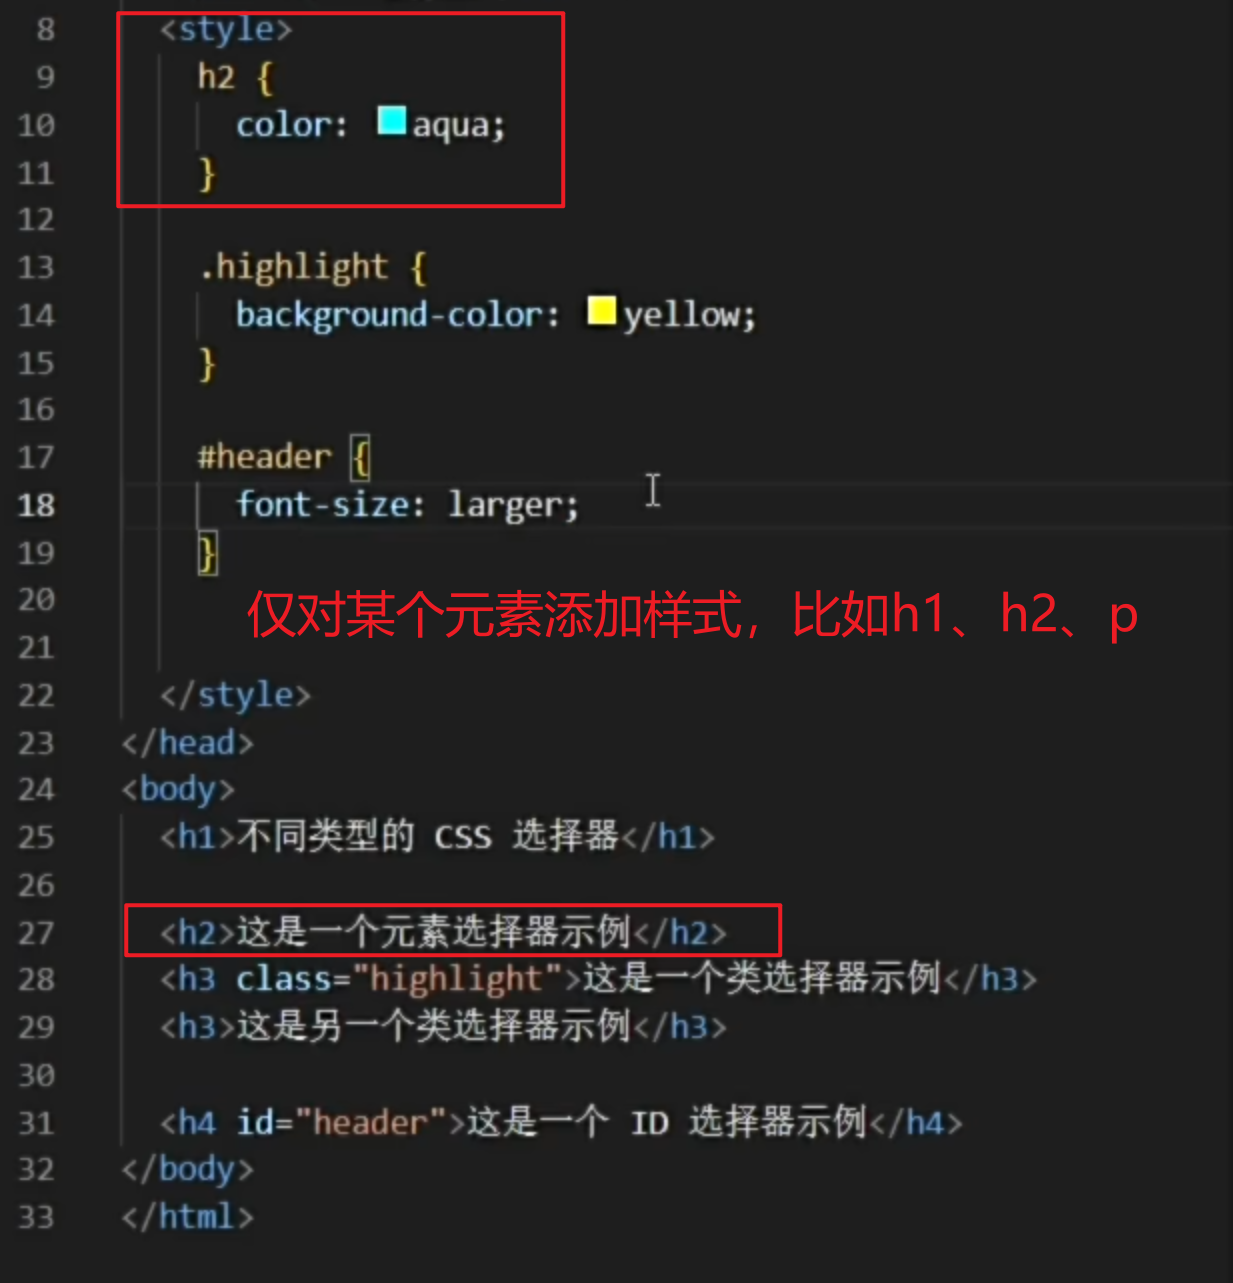 8 <style>
9 h2 {
10 color: aqua;
11 }
12
13 .highlight {
14 background-color: yellow;
15 }
16
17 #header {
18 font-size: larger;
19 }
20
仅对某个元素添加样式，比如h1、h2、p
21
22 </style>
23 </head>
24 <body>
25 <h1>不同类型的 CSS 选择器</h1>
26
27 <h2>这是一个元素选择器示例</h2>
28 <h3 class="highlight">这是一个类选择器示例</h3>
29 <h3>这是另一个类选择器示例</h3>
30
31 <h4 id="header">这是一个 ID 选择器示例</h4>
32 </body>
33 </html>